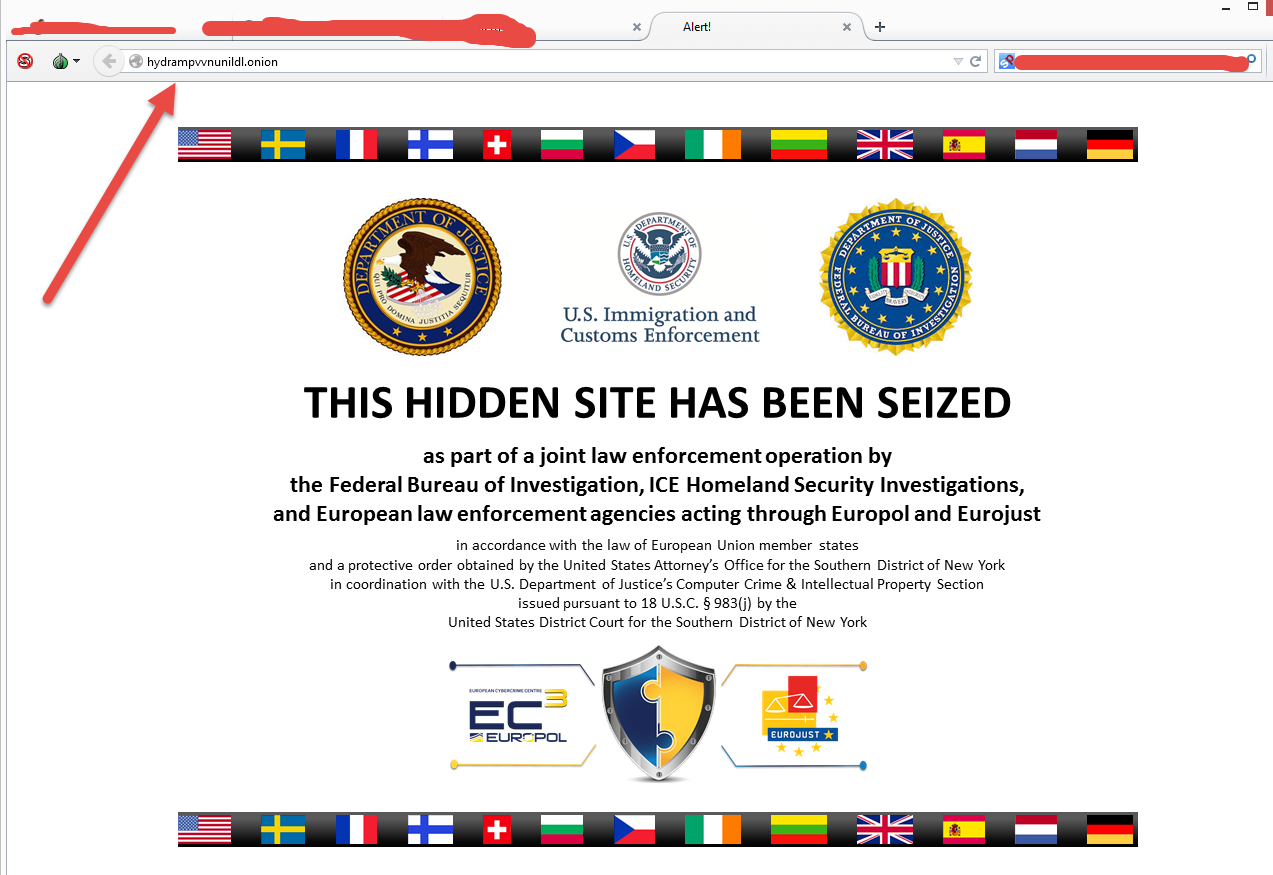 Alert!
hydrampvvnunildl.onion
DEPARTMENT OF JUSTICE
QUI PRO DOMINA JUSTITIA SEQUITUR
U.S. DEPARTMENT OF
HOMELAND SECURITY
U.S. Immigration and
Customs Enforcement
DEPARTMENT OF JUSTICE
FIDELITY BRAVERY INTEGRITY
FEDERAL BUREAU OF INVESTIGATION
THIS HIDDEN SITE HAS BEEN SEIZED
as part of a joint law enforcement operation by
the Federal Bureau of Investigation, ICE Homeland Security Investigations,
and European law enforcement agencies acting through Europol and Eurojust
in accordance with the law of European Union member states
and a protective order obtained by the United States Attorney's Office for the Southern District of New York
in coordination with the U.S. Department of Justice's Computer Crime & Intellectual Property Section
issued pursuant to 18 U.S.C. § 983(j) by the
United States District Court for the Southern District of New York
EUROPEAN CYBERCRIME CENTRE
EC3
EUROPOL
EUROJUST